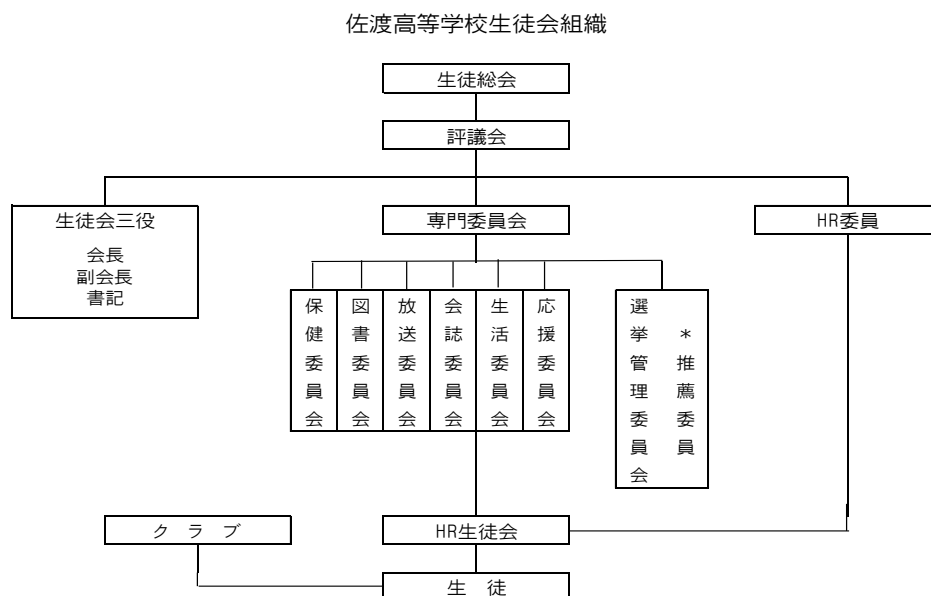 佐渡高等学校生徒会組織
生徒総会
評議会
生徒会三役
会長
副会長
書記
専門委員会
HR委員
保健委員会
図書委員会
放送委員会
会誌委員会
生活委員会
応援委員会
選挙管理委員会
*推薦委員
クラブ
HR生徒会
生徒